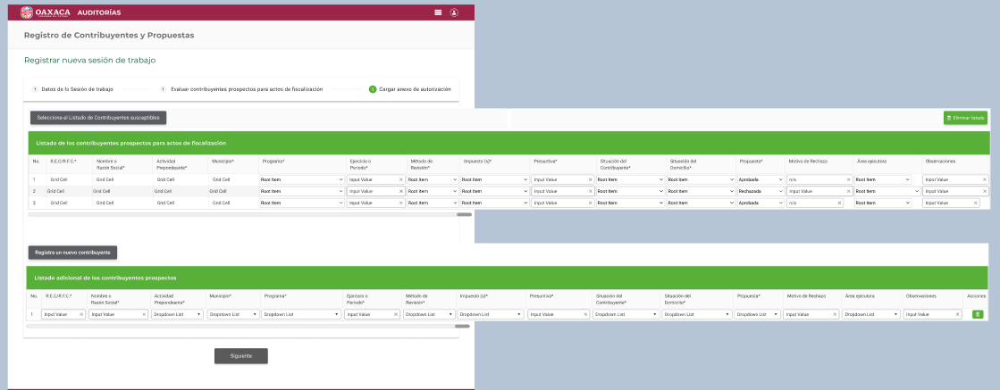 OAXACA AUDITORÍAS
Registro de Contribuyentes y Propuestas
Registrar nueva sesión de trabajo
1 Datos de la Sesión de trabajo 1 Evaluar contribuyentes prospectos para actos de fiscalización 1 Cargar anexo de autorización
Selecciona el Listado de Contribuyentes susceptibles Eliminar listado
Listado de los contribuyentes prospectos para actos de fiscalización
No. R.E.C/R.F.C.* Nombre o Razón Social* Actividad Preponderante* Municipio* Programa* Ejercicio o Periodo* Método de Revisión* Impuesto (s)* Presuntiva* Situación del Contribuyente* Situación del Domicilio* Propuesta* Motivo de Rechazo Área ejecutora Observaciones
1 Grid Cell Grid Cell Grid Cell Grid Cell Root Item Input Value Root Item Root Item Input Value Root Item Root Item Aprobada n/a Root Item Input Value
2 Grid Cell Grid Cell Grid Cell Grid Cell Root Item Input Value Root Item Root Item Input Value Root Item Root Item Rechazada Input Value Root Item Input Value
3 Grid Cell Grid Cell Grid Cell Grid Cell Root Item Input Value Root Item Root Item Input Value Root Item Root Item Aprobada n/a Root Item Input Value
Registra un nuevo contribuyente
Listado adicional de los contribuyentes prospectos
No. R.E.C/R.F.C.* Nombre o Razón Social* Actividad Preponderante* Municipio* Programa* Ejercicio o Periodo* Método de Revisión* Impuesto (s)* Presuntiva* Situación del Contribuyente* Situación del Domicilio* Propuesta* Motivo de Rechazo Área ejecutora Observaciones Acciones
1 Input Value Input Value Dropdown List Dropdown List Dropdown List Input Value Dropdown List Dropdown List Input Value Dropdown List Dropdown List Dropdown List Input Value Dropdown List Input Value
Siguiente